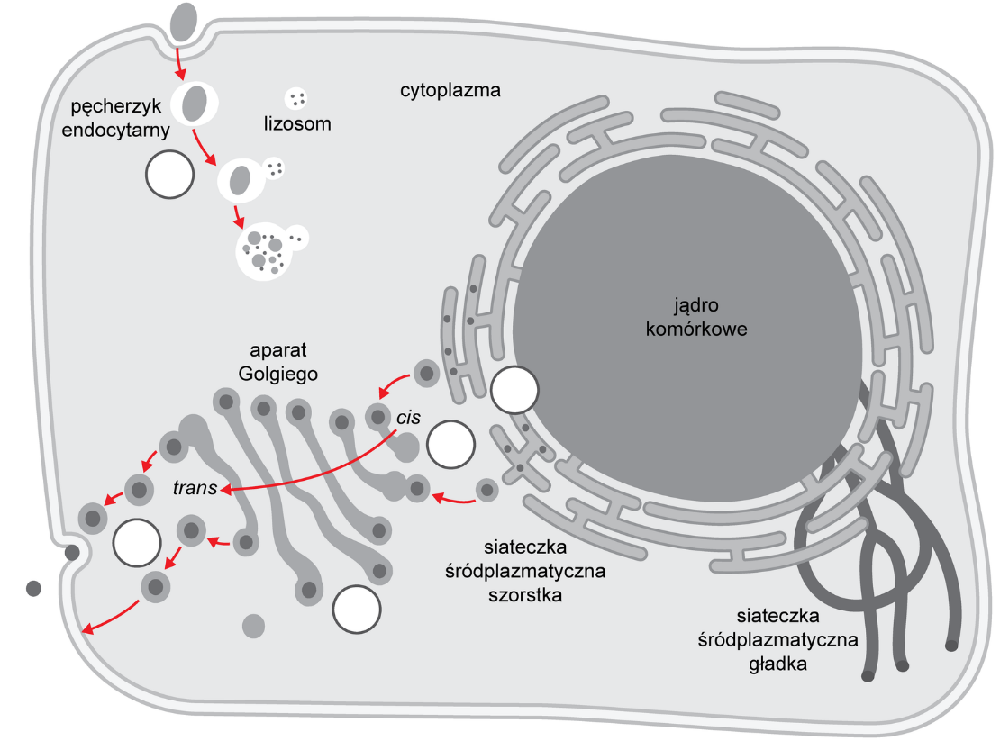 cytoplazma
pęcherzyk
endocytarny
lizosom
jądro
komórkowe
aparat
Golgiego
cis
trans
siateczka
śródplazmatyczna
szorstka
siateczka
śródplazmatyczna
gładka